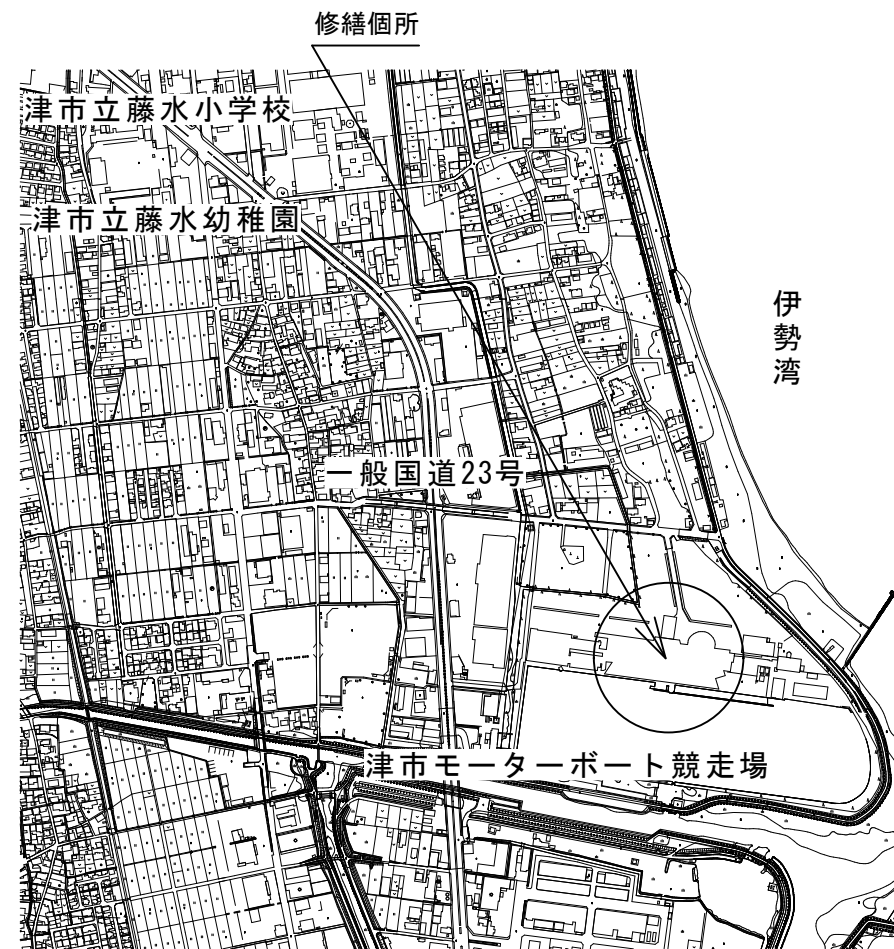 修繕個所
津市立藤水小学校
津市立藤水幼稚園
伊勢湾
一般国道23号
津市モーターボート競走場